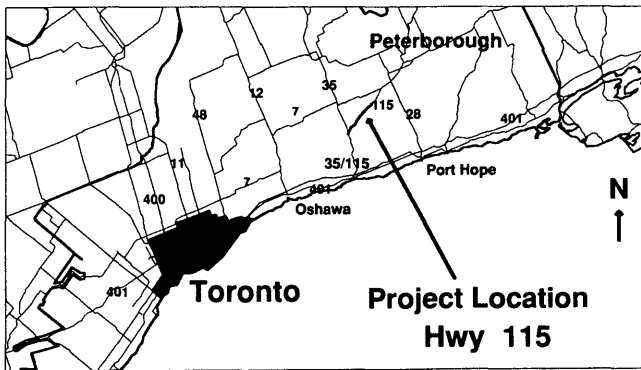 Peterborough
35
12
115
7
48
28
401
11
35/115
7
Port Hope
401
400
Oshawa
N
401
Toronto
Project Location
Hwy 115